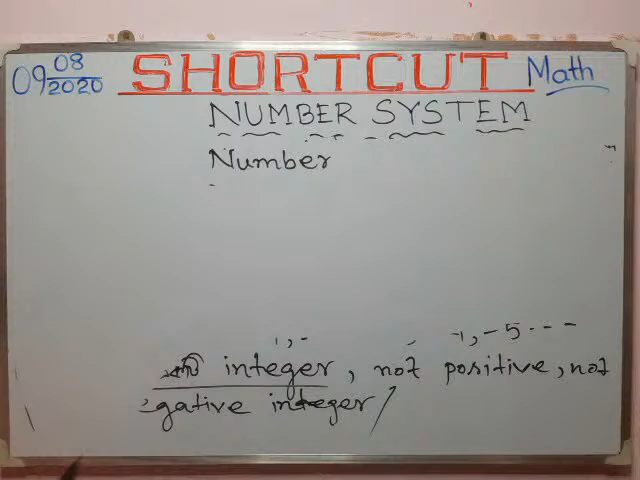 09 08/2020 SHORTCUT Math
NUMBER SYSTEM
Number
-1, -5 - - -
integer, not positive, not
gative integer/